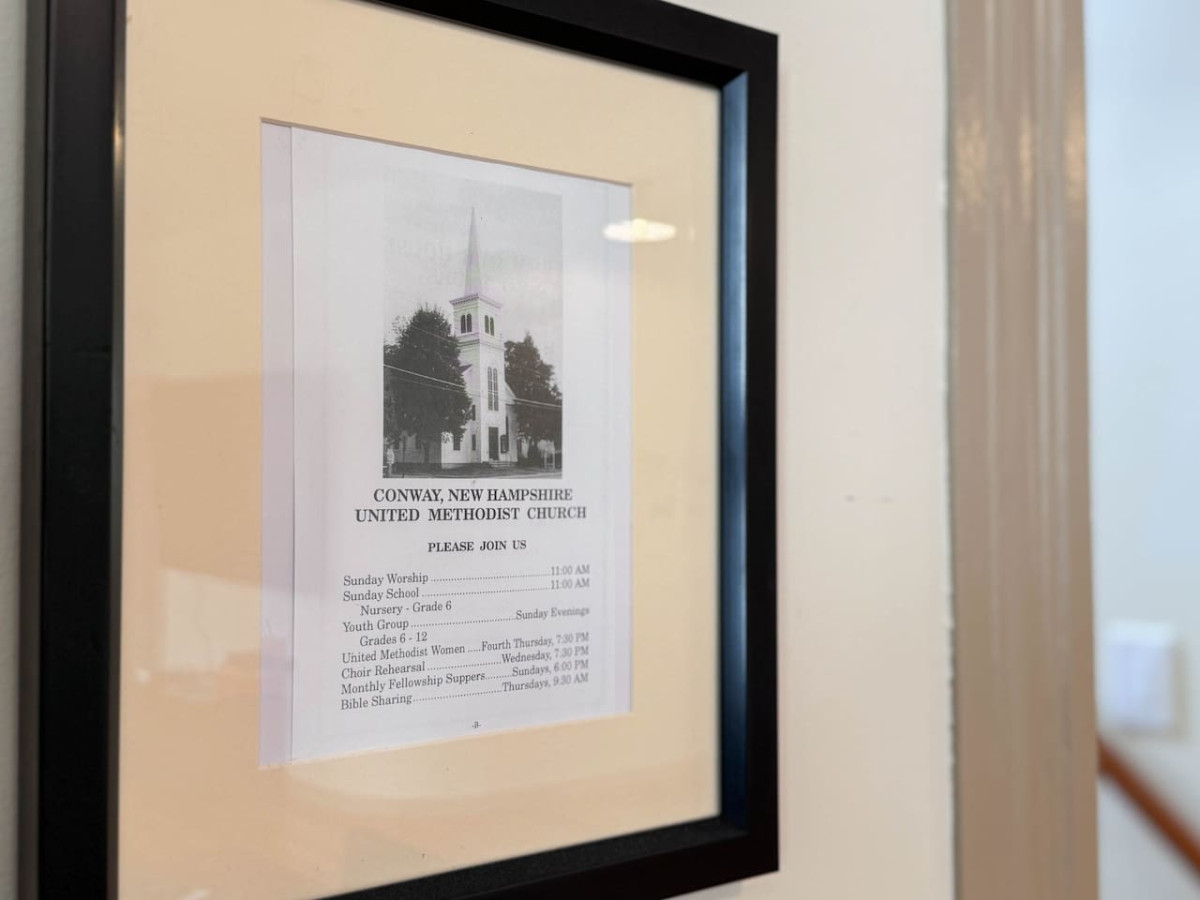 CONWAY, NEW HAMPSHIRE
UNITED METHODIST CHURCH
PLEASE JOIN US
Sunday Worship ........................................ 11:00 AM
Sunday School .......................................... 11:00 AM
Nursery - Grade 6
Youth Group ................................. Sunday Evenings
Grades 6 - 12
United Methodist Women ....Fourth Thursday, 7:30 PM
Choir Rehearsal .......................Wednesday, 7:30 PM
Monthly Fellowship Suppers.........Sundays, 6:00 PM
Bible Sharing............................Thursdays, 9:30 AM